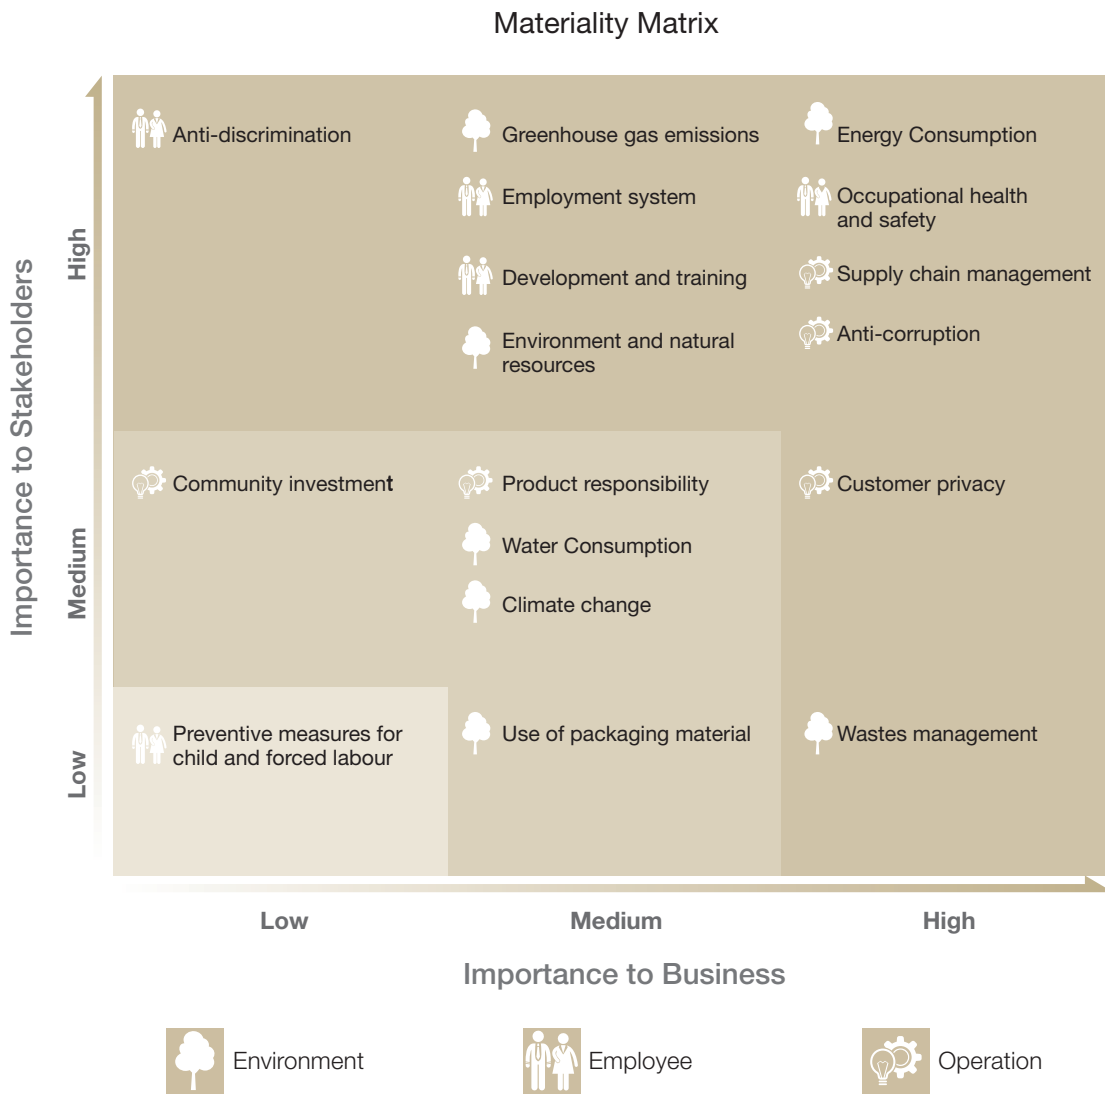 Materiality Matrix
Importance to Stakeholders
High
Medium
Low
Anti-discrimination
Greenhouse gas emissions
Energy Consumption
Employment system
Occupational health
and safety
Development and training
Supply chain management
Environment and natural
resources
Anti-corruption
Community investment
Product responsibility
Customer privacy
Water Consumption
Climate change
Preventive measures for
child and forced labour
Use of packaging material
Wastes management
Low
Medium
High
Importance to Business
Environment
Employee
Operation